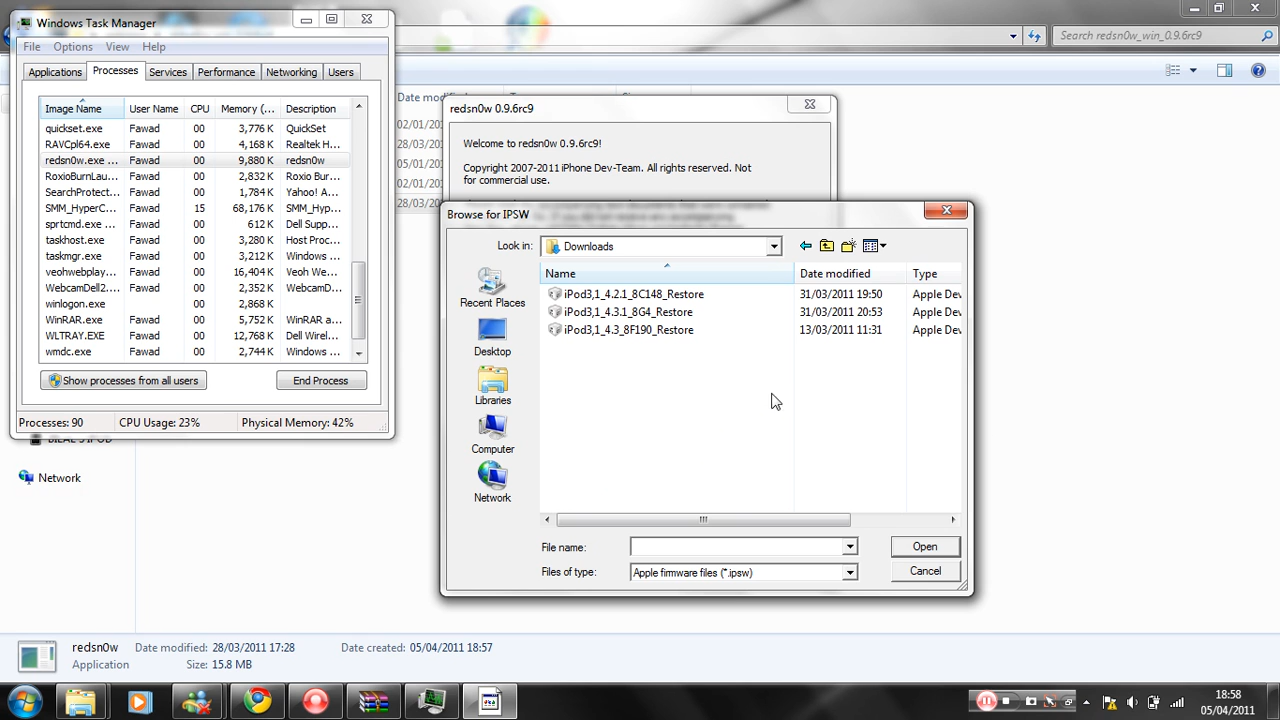 Windows Task Manager
File Options View Help
Applications Processes Services Performance Networking Users
Image Name User Name CPU Memory (... Description
quickset.exe Fawad 00 3,776 K QuickSet
RAVCpl64.exe Fawad 00 4,168 K Realtek H...
redsn0w.exe ... Fawad 00 9,880 K redsn0w
RoxioBurnLau... Fawad 00 2,832 K Roxio Bur...
SearchProtect... Fawad 00 1,784 K Yahoo! A...
SMM_HyperC... Fawad 15 68,176 K SMM_Hyp...
sprtcmd.exe ... Fawad 00 612 K Dell Supp...
taskhost.exe Fawad 00 3,280 K Host Proc...
taskmgr.exe Fawad 00 3,212 K Windows ...
veohwebplay... Fawad 00 16,404 K Veoh We...
WebcamDell2... Fawad 00 2,352 K WebcamD...
winlogon.exe 00 2,868 K
WinRAR.exe Fawad 00 5,752 K WinRAR a...
WLTRAY.EXE Fawad 00 12,768 K Dell Wirel...
wmdc.exe Fawad 00 2,744 K Windows ...
Show processes from all users End Process
Processes: 90 CPU Usage: 23% Physical Memory: 42%
Search redsn0w_win_0.9.6rc9
Date modified
02/01/201
28/03/201
05/01/201
02/01/201
28/03/201
redsn0w 0.9.6rc9
Welcome to redsn0w 0.9.6rc9!
Copyright 2007-2011 iPhone Dev-Team. All rights reserved. Not
for commercial use.
Browse for IPSW
Look in: Downloads
Recent Places
Desktop
Libraries
Computer
Network
Name Date modified Type
iPod3,1_4.2.1_8C148_Restore 31/03/2011 19:50 Apple Dev
iPod3,1_4.3.1_8G4_Restore 31/03/2011 20:53 Apple Dev
iPod3,1_4.3_8F190_Restore 13/03/2011 11:31 Apple Dev
File name: Open
Files of type: Apple firmware files (*.ipsw) Cancel
Network
redsn0w Date modified: 28/03/2011 17:28 Date created: 05/04/2011 18:57
Application Size: 15.8 MB
18:58
05/04/2011